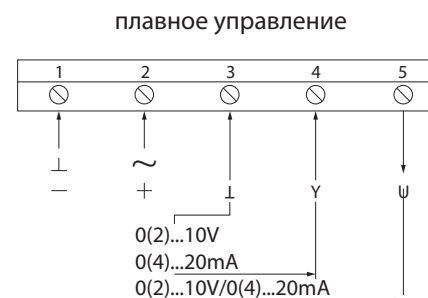 плавное управление
1 2 3 4 5
⊥ ~
− + ⊥ Y U
0(2)...10V
0(4)...20mA
0(2)...10V/0(4)...20mA